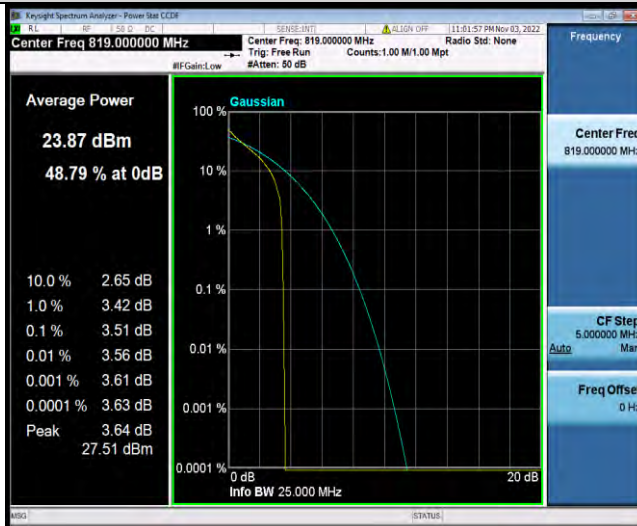 Keysight Spectrum Analyzer - Power Stat CCDF
RL RF 50 Ω DC SENSE:INT ALIGN OFF 11:01:57 PM Nov 03, 2022
Center Freq 819.000000 MHz
Center Freq: 819.000000 MHz Radio Std: None
Trig: Free Run Counts:1.00 M/1.00 Mpt
#IFGain:Low #Atten: 50 dB
Frequency
Average Power
23.87 dBm
48.79 % at 0dB
10.0 % 2.65 dB
1.0 % 3.42 dB
0.1 % 3.51 dB
0.01 % 3.56 dB
0.001 % 3.61 dB
0.0001 % 3.63 dB
Peak 3.64 dB
27.51 dBm
Gaussian
100 %
10 %
1 %
0.1 %
0.01 %
0.001 %
0.0001 %
0 dB 20 dB
Info BW 25.000 MHz
Center Freq
819.000000 MHz
CF Step
5.000000 MHz
Auto Man
Freq Offse
0 Hz
MSG STATUS